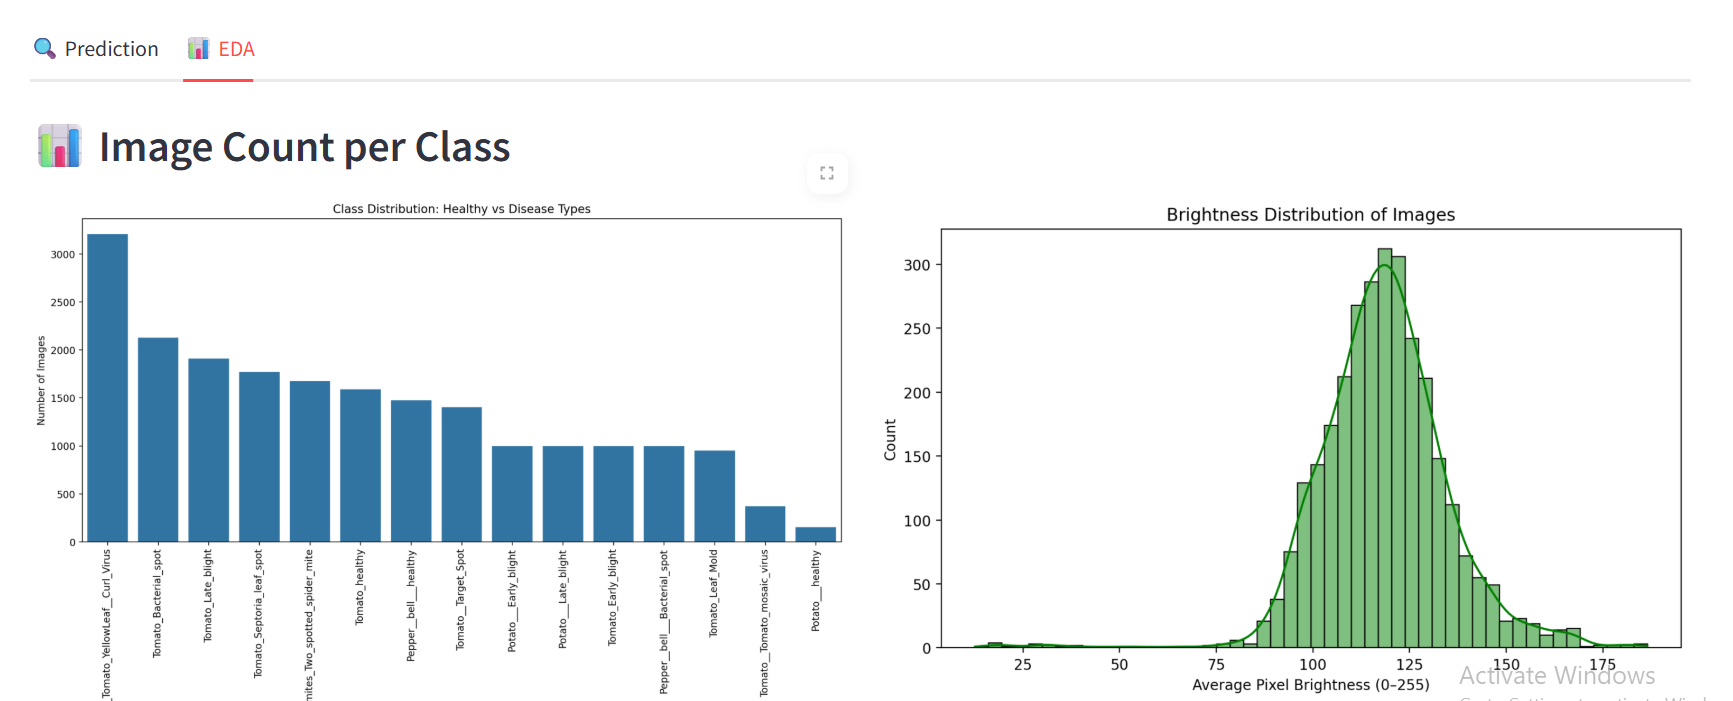 Prediction
EDA
Image Count per Class
Class Distribution: Healthy vs Disease Types
Number of Images
3000
2500
2000
1500
1000
500
0
_Tomato_YellowLeaf__Curl_Virus
Tomato_Bacterial_spot
Tomato_Late_blight
Tomato_Septoria_leaf_spot
mites_Two_spotted_spider_mite
Tomato_healthy
Pepper__bell___healthy
Tomato__Target_Spot
Potato___Early_blight
Potato___Late_blight
Tomato_Early_blight
Pepper__bell___Bacterial_spot
Tomato_Leaf_Mold
Tomato__Tomato_mosaic_virus
Potato___healthy
Brightness Distribution of Images
Count
300
250
200
150
100
50
0
25
50
75
100
125
150
175
Average Pixel Brightness (0–255)
Activate Windows